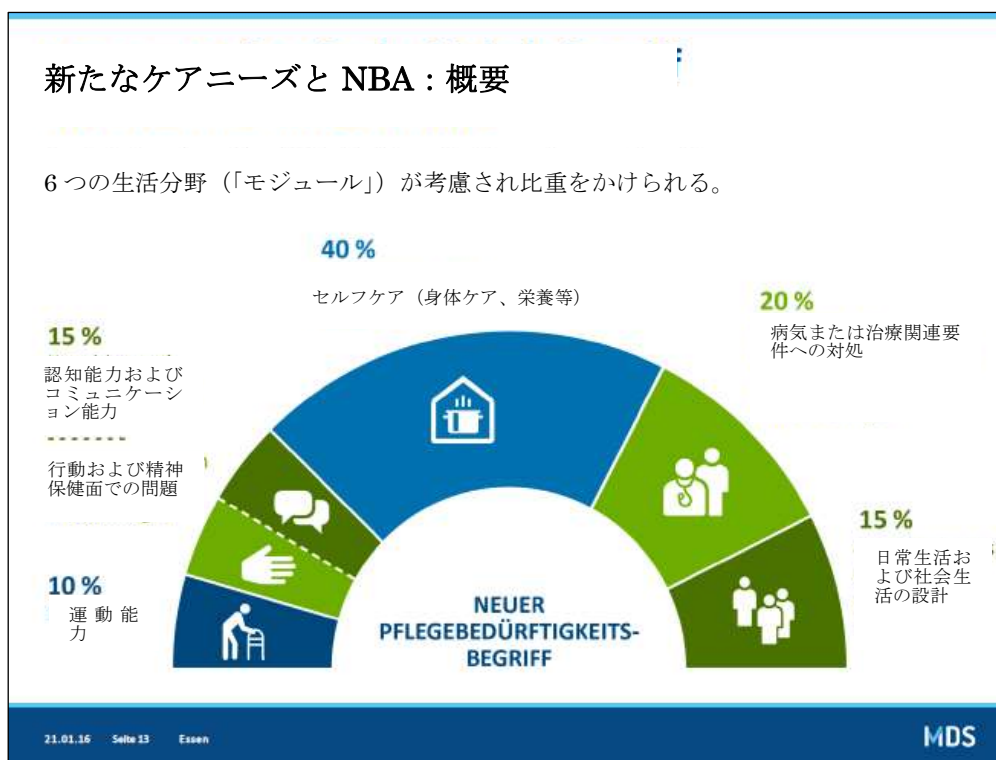 新たなケアニーズと NBA：概要
6 つの生活分野（「モジュール」）が考慮され比重をかけられる。
40 %
セルフケア（身体ケア、栄養等）
20 %
病気または治療関連要
件への対処
15 %
認知能力および
コミュニケーシ
ョン能力
行動および精神
保健面での問題
15 %
日常生活お
よび社会生
活の設計
10 %
運 動 能
力
NEUER
PFLEGEBEDÜRFTIGKEITS-
BEGRIFF
21.01.16 Seite 13 Essen
MDS